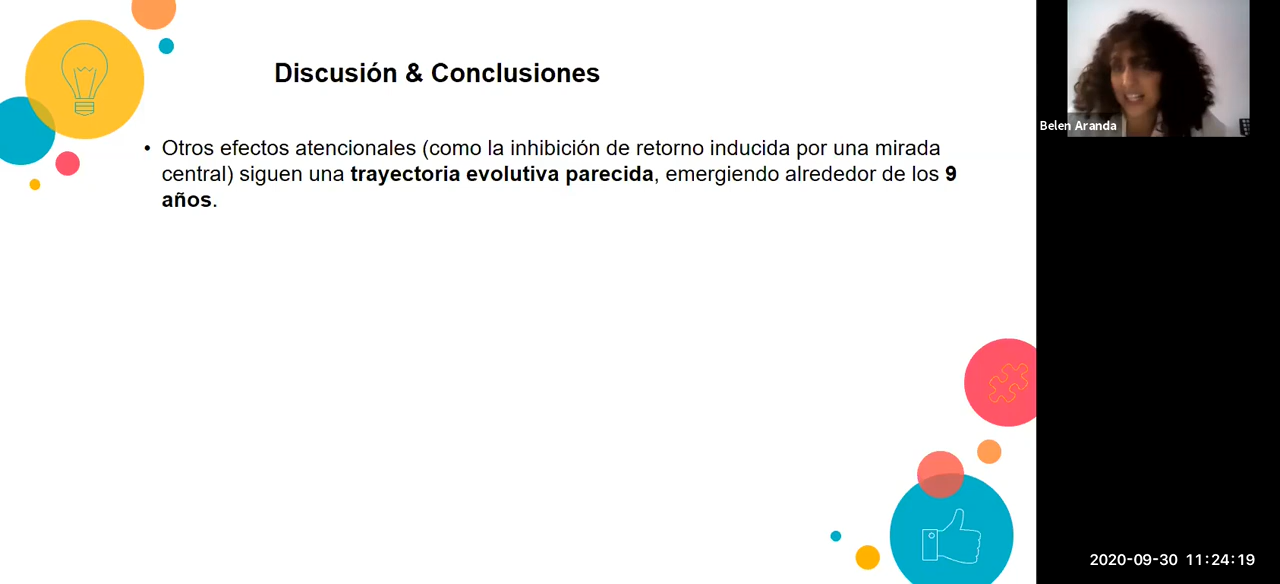 Discusión & Conclusiones
• Otros efectos atencionales (como la inhibición de retorno inducida por una mirada
central) siguen una trayectoria evolutiva parecida, emergiendo alrededor de los 9
años.
Belen Aranda
2020-09-30 11:24:19